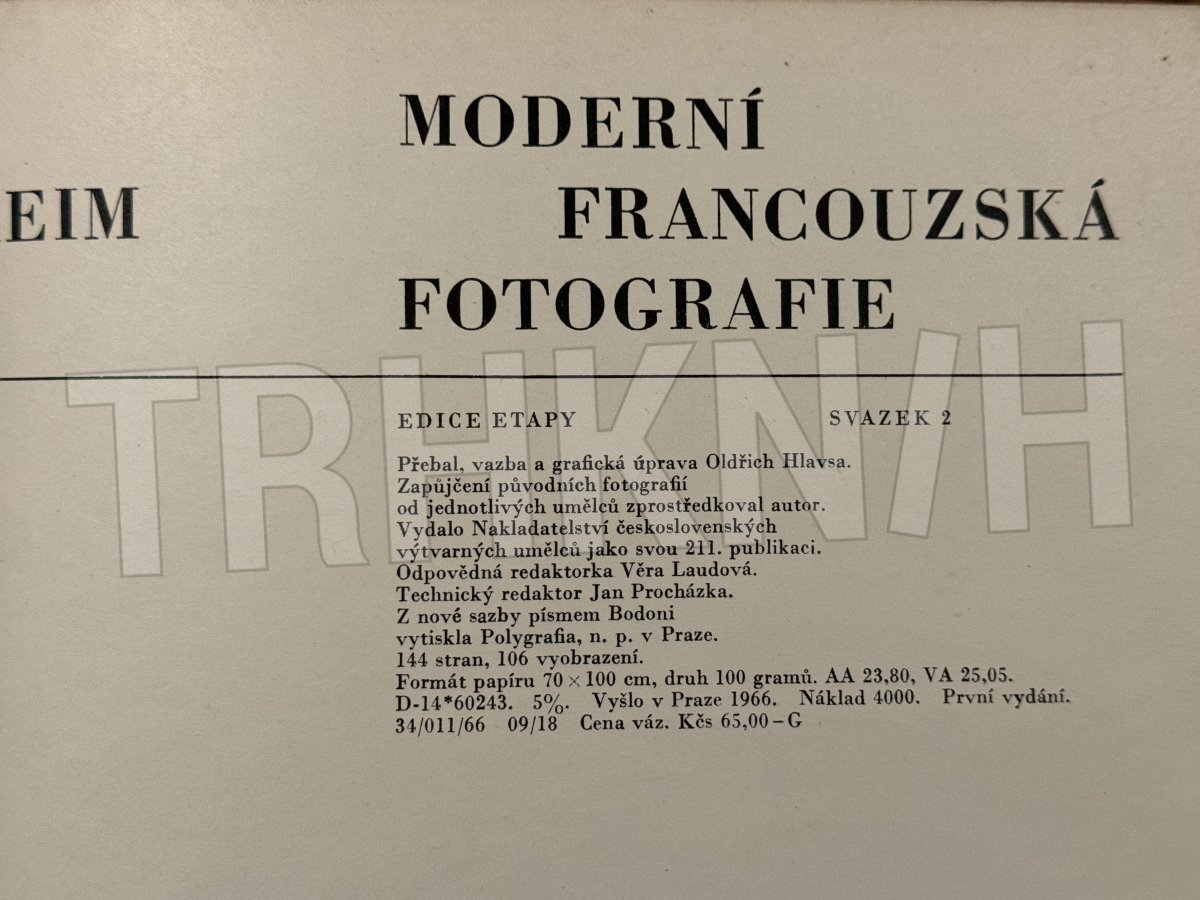 MODERNÍ
EIM FRANCOUZSKÁ
FOTOGRAFIE
TRHKN/H
EDICE ETAPY SVAZEK 2
Přebal, vazba a grafická úprava Oldřich Hlavsa.
Zapůjčení původních fotografií
od jednotlivých umělců zprostředkoval autor.
Vydalo Nakladatelství československých
výtvarných umělců jako svou 211. publikaci.
Odpovědná redaktorka Věra Laudová.
Technický redaktor Jan Procházka.
Z nové sazby písmem Bodoni
vytiskla Polygrafia, n. p. v Praze.
144 stran, 106 vyobrazení.
Formát papíru 70 × 100 cm, druh 100 gramů. AA 23,80, VA 25,05.
D-14*60243. 5%. Vyšlo v Praze 1966. Náklad 4000. První vydání.
34/011/66 09/18 Cena váz. Kčs 65,00 – G